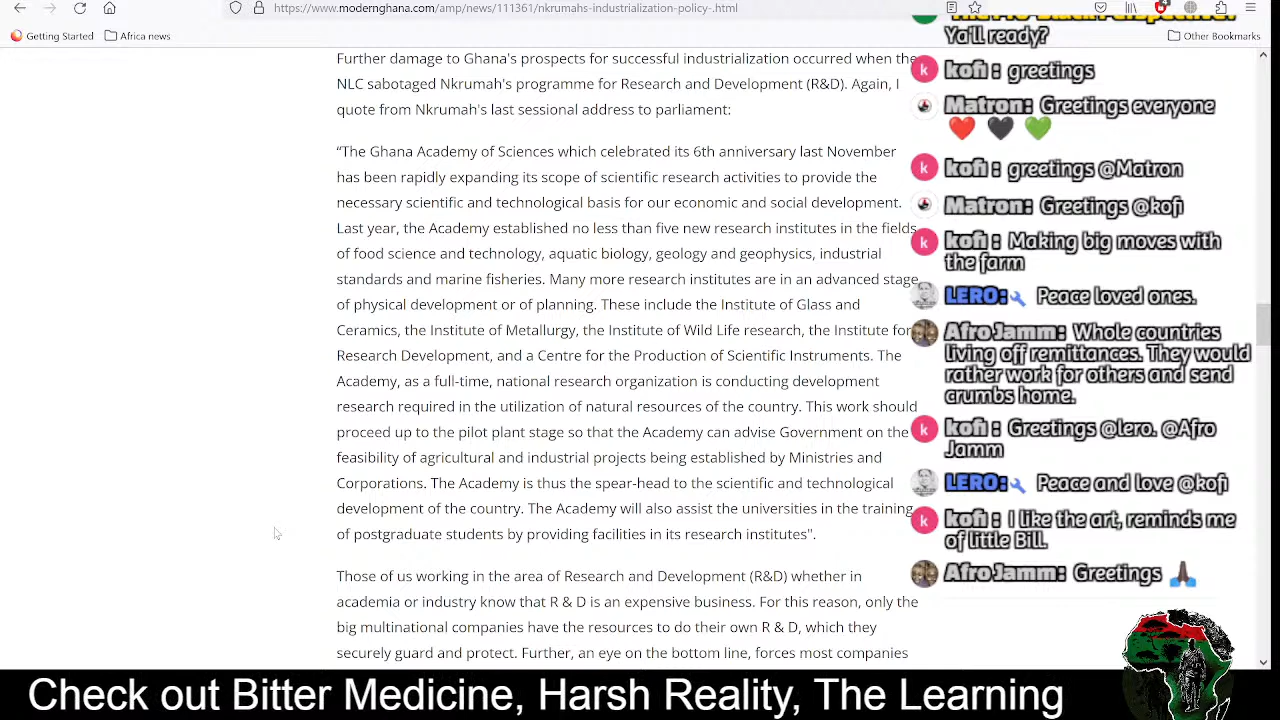 https://www.modernghana.com/amp/news/111361/nkrumahs-industrialization-policy-.html
Getting Started
Africa news
Other Bookmarks
Further damage to Ghana's prospects for successful industrialization occurred when the
NLC sabotaged Nkrumah's programme for Research and Development (R&D). Again, I
quote from Nkrumah's last sessional address to parliament:
“The Ghana Academy of Sciences which celebrated its 6th anniversary last November
has been rapidly expanding its scope of scientific research activities to provide the
necessary scientific and technological basis for our economic and social development.
Last year, the Academy established no less than five new research institutes in the fields
of food science and technology, aquatic biology, geology and geophysics, industrial
standards and marine fisheries. Many more research institutes are in an advanced stage
of physical development or of planning. These include the Institute of Glass and
Ceramics, the Institute of Metallurgy, the Institute of Wild Life research, the Institute for
Research Development, and a Centre for the Production of Scientific Instruments. The
Academy, as a full-time, national research organization is conducting development
research required in the utilization of natural resources of the country. This work should
proceed up to the pilot plant stage so that the Academy can advise Government on the
feasibility of agricultural and industrial projects being established by Ministries and
Corporations. The Academy is thus the spear-head to the scientific and technological
development of the country. The Academy will also assist the universities in the training
of postgraduate students by providing facilities in its research institutes".
Those of us working in the area of Research and Development (R&D) whether in
academia or industry know that R & D is an expensive business. For this reason, only the
big multinational companies have the resources to do their own R & D, which they
securely guard and protect. Further, an eye on the bottom line, forces most companies
Ya'll ready?
k kofi : greetings
Matron: Greetings everyone
k kofi : greetings @Matron
Matron: Greetings @kofi
k kofi : Making big moves with
the farm
LERO: Peace loved ones.
Afro Jamm: Whole countries
living off remittances. They would
rather work for others and send
crumbs home.
k kofi : Greetings @lero. @Afro
Jamm
LERO: Peace and love @kofi
k kofi : I like the art, reminds me
of little Bill.
Afro Jamm: Greetings
Check out Bitter Medicine, Harsh Reality, The Learning